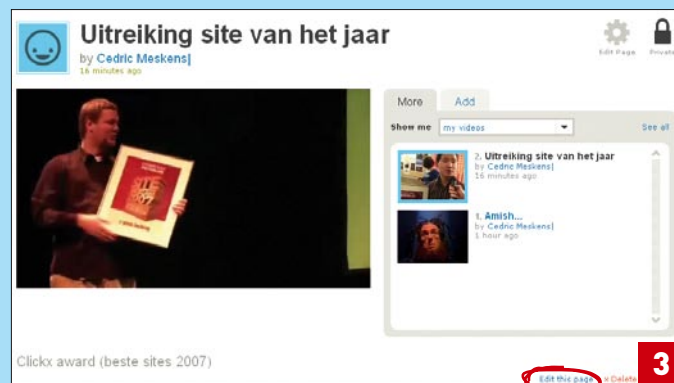 Uitreiking site van het jaar
by Cedric Meskens|
16 minutes ago
Edit Page
Private
More
Add
Show me
my videos
See all
2. Uitreiking site van het jaar
by Cedric Meskens|
16 minutes ago
1. Amish...
by Cedric Meskens|
1 hour ago
Clickx award (beste sites 2007)
Edit this page
x Delete
3